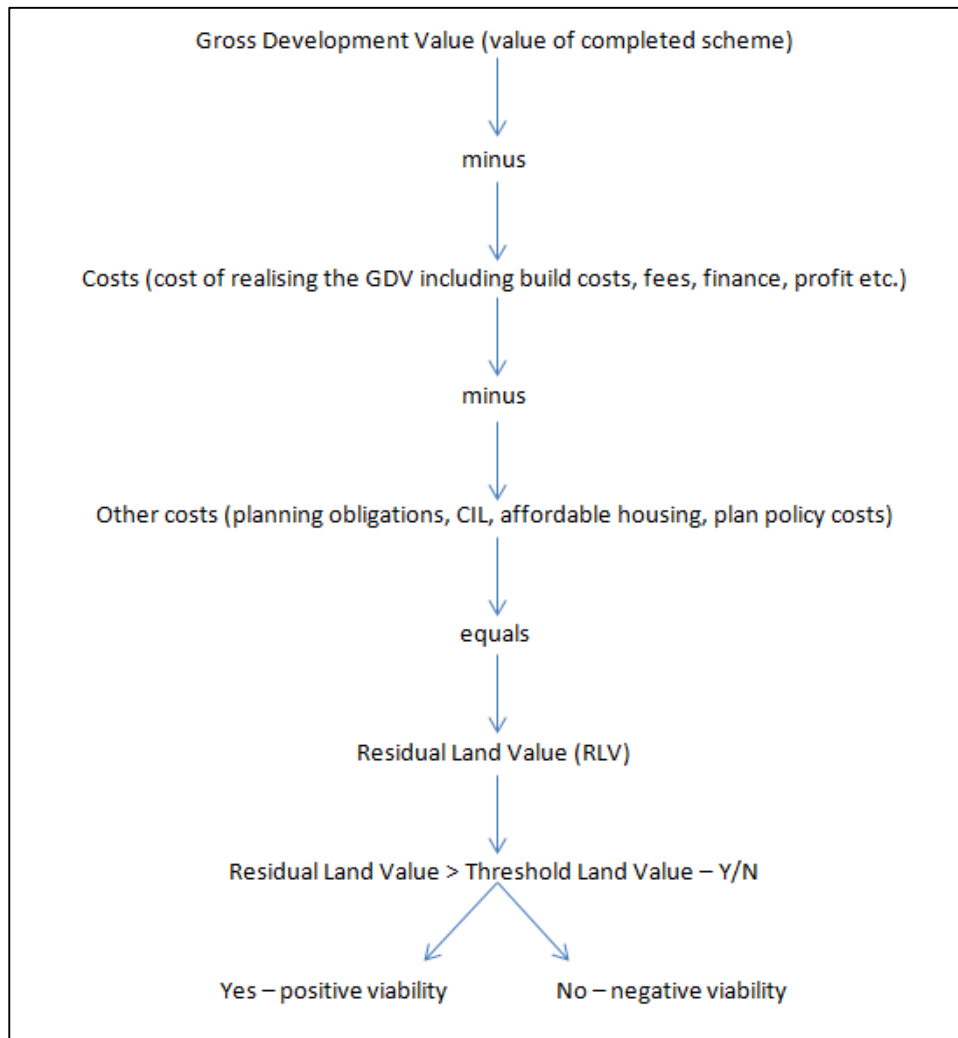 Gross Development Value (value of completed scheme)
minus
Costs (cost of realising the GDV including build costs, fees, finance, profit etc.)
minus
Other costs (planning obligations, CIL, affordable housing, plan policy costs)
equals
Residual Land Value (RLV)
Residual Land Value > Threshold Land Value – Y/N
Yes – positive viability
No – negative viability